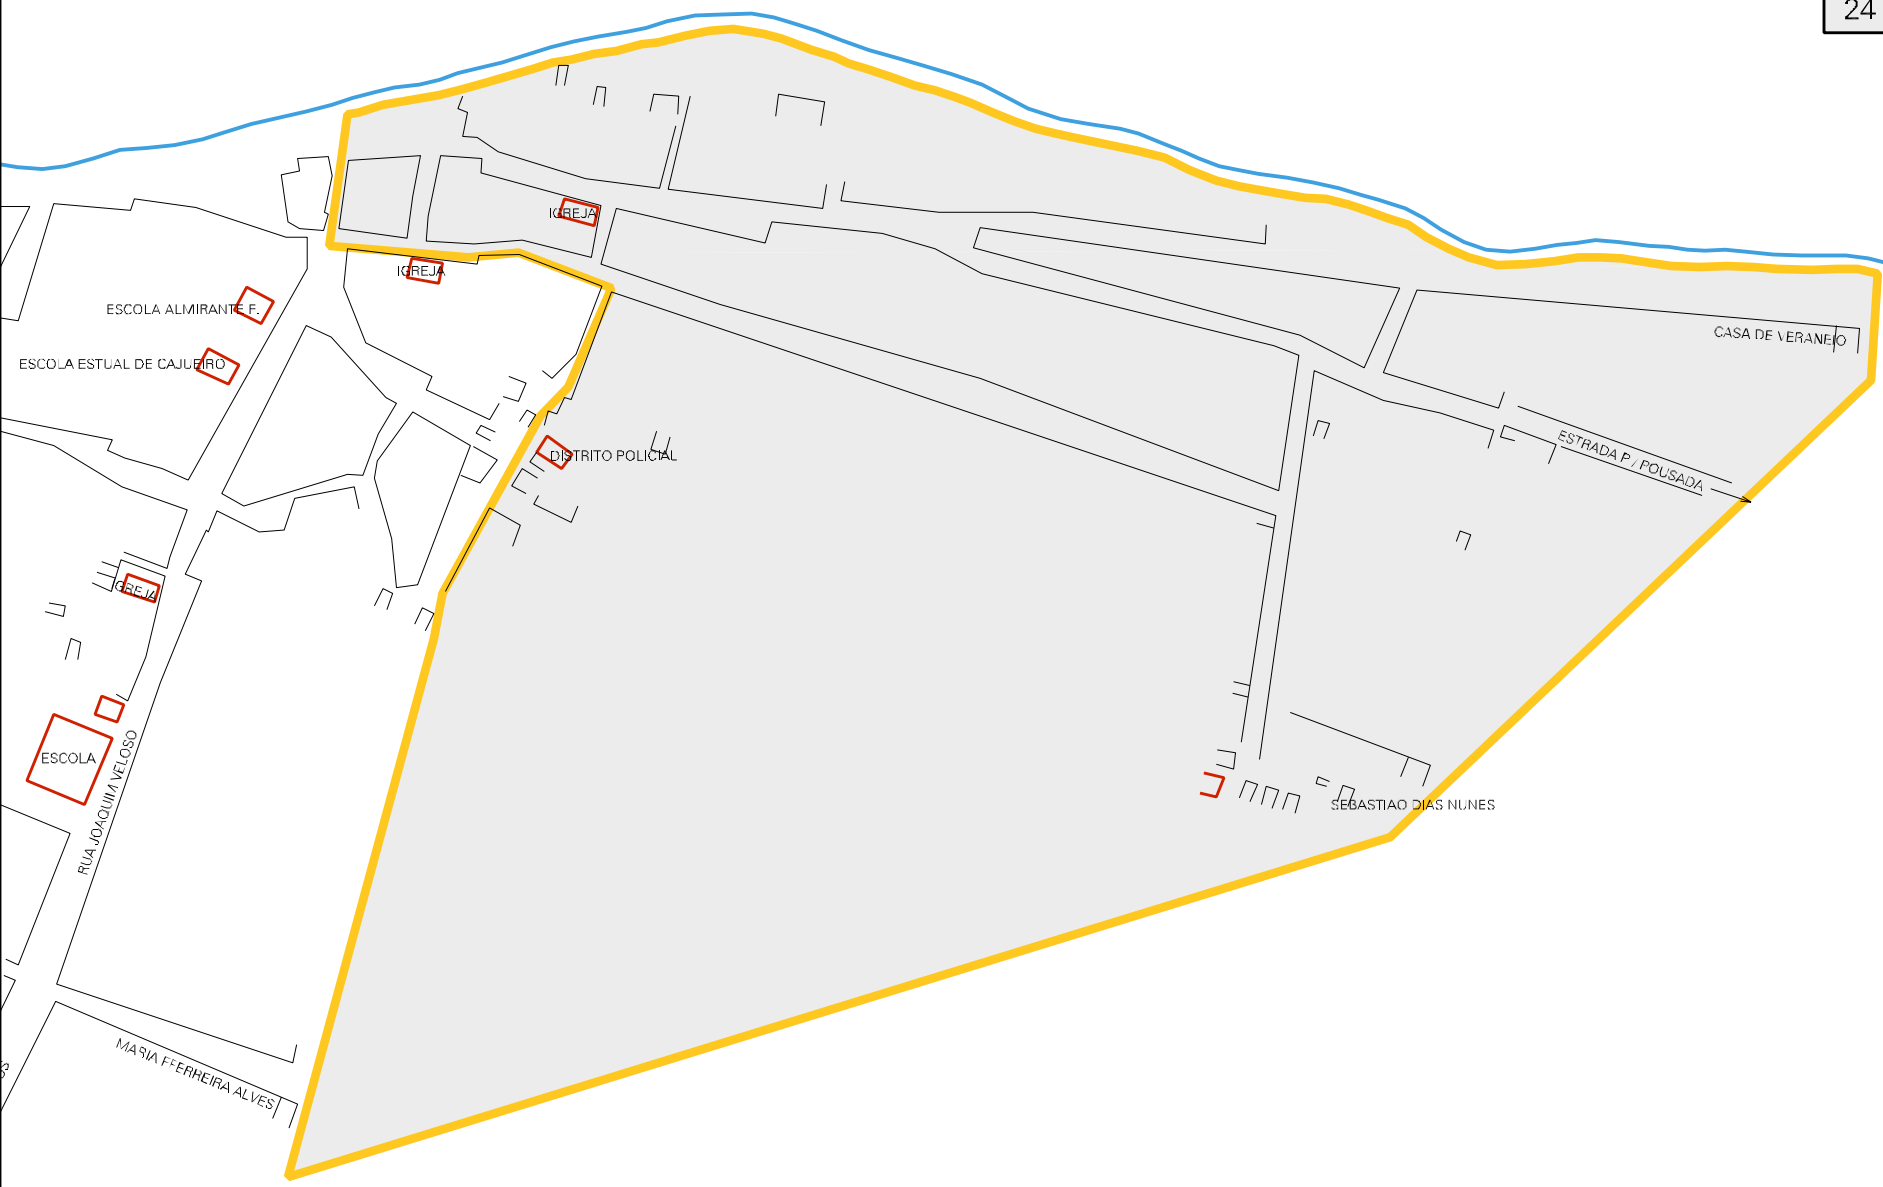 24
IGREJA
IGREJA
ESCOLA ALMIRANTE F.
CASA DE VERANEIO
ESCOLA ESTUAL DE CAJUEIRO
DISTRITO POLICIAL
ESTRADA P / POUSADA
IGREJA
ESCOLA
RUA JOAQUIM VELOSO
SEBASTIAO DIAS NUNES
MARIA FFERREIRA ALVES